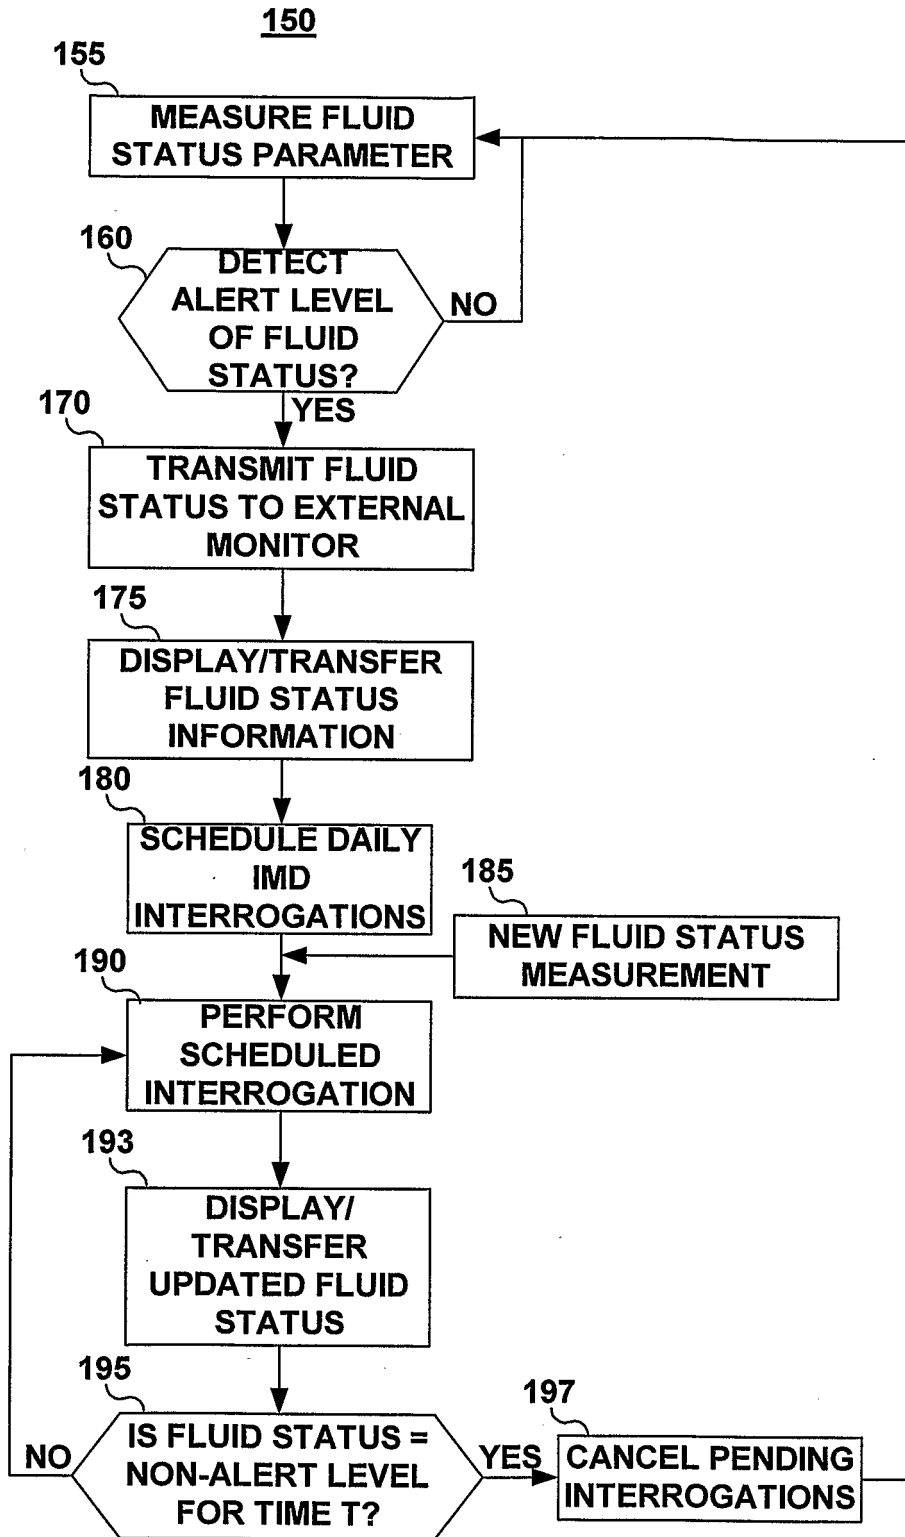 150
155
MEASURE FLUID
STATUS PARAMETER
160
DETECT
ALERT LEVEL
OF FLUID
STATUS?
NO
YES
170
TRANSMIT FLUID
STATUS TO EXTERNAL
MONITOR
175
DISPLAY/TRANSFER
FLUID STATUS
INFORMATION
180
SCHEDULE DAILY
IMD
INTERROGATIONS
185
NEW FLUID STATUS
MEASUREMENT
190
PERFORM
SCHEDULED
INTERROGATION
193
DISPLAY/
TRANSFER
UPDATED FLUID
STATUS
195
IS FLUID STATUS =
NON-ALERT LEVEL
FOR TIME T?
NO
YES
197
CANCEL PENDING
INTERROGATIONS